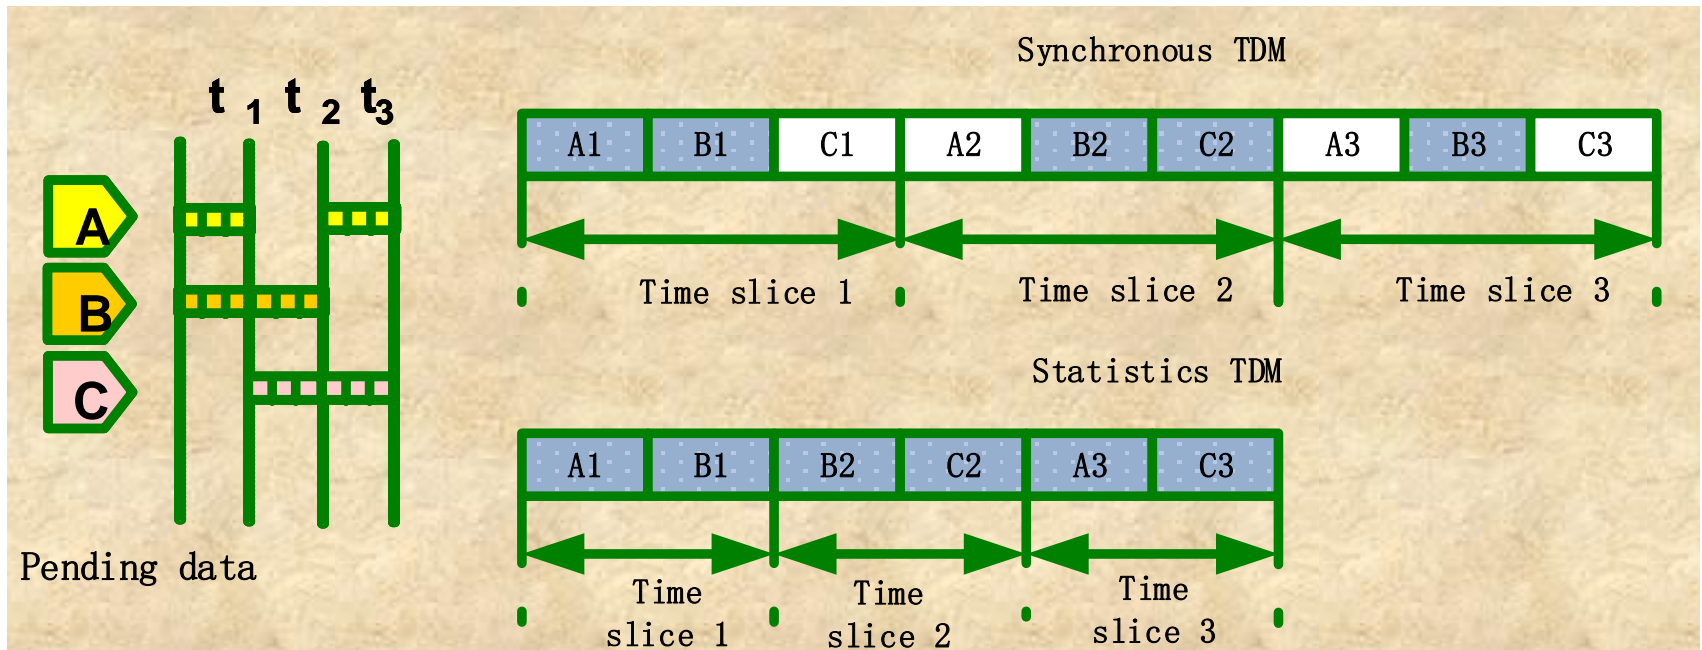 Synchronous TDM
t 1 t 2 t3
A1 B1 C1 A2 B2 C2 A3 B3 C3
A
B
C
Time slice 1 Time slice 2 Time slice 3
Statistics TDM
A1 B1 B2 C2 A3 C3
Pending data
Time
slice 1
Time
slice 2
Time
slice 3